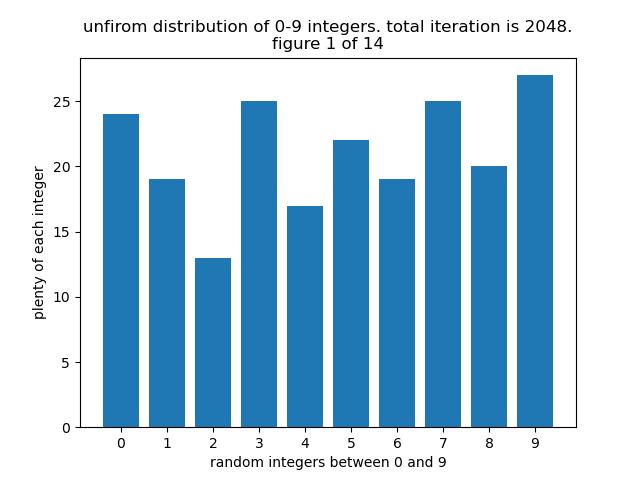 unfirom distribution of 0-9 integers. total iteration is 2048.
figure 1 of 14
25
20
15
10
5
0
plenty of each integer
0 1 2 3 4 5 6 7 8 9
random integers between 0 and 9